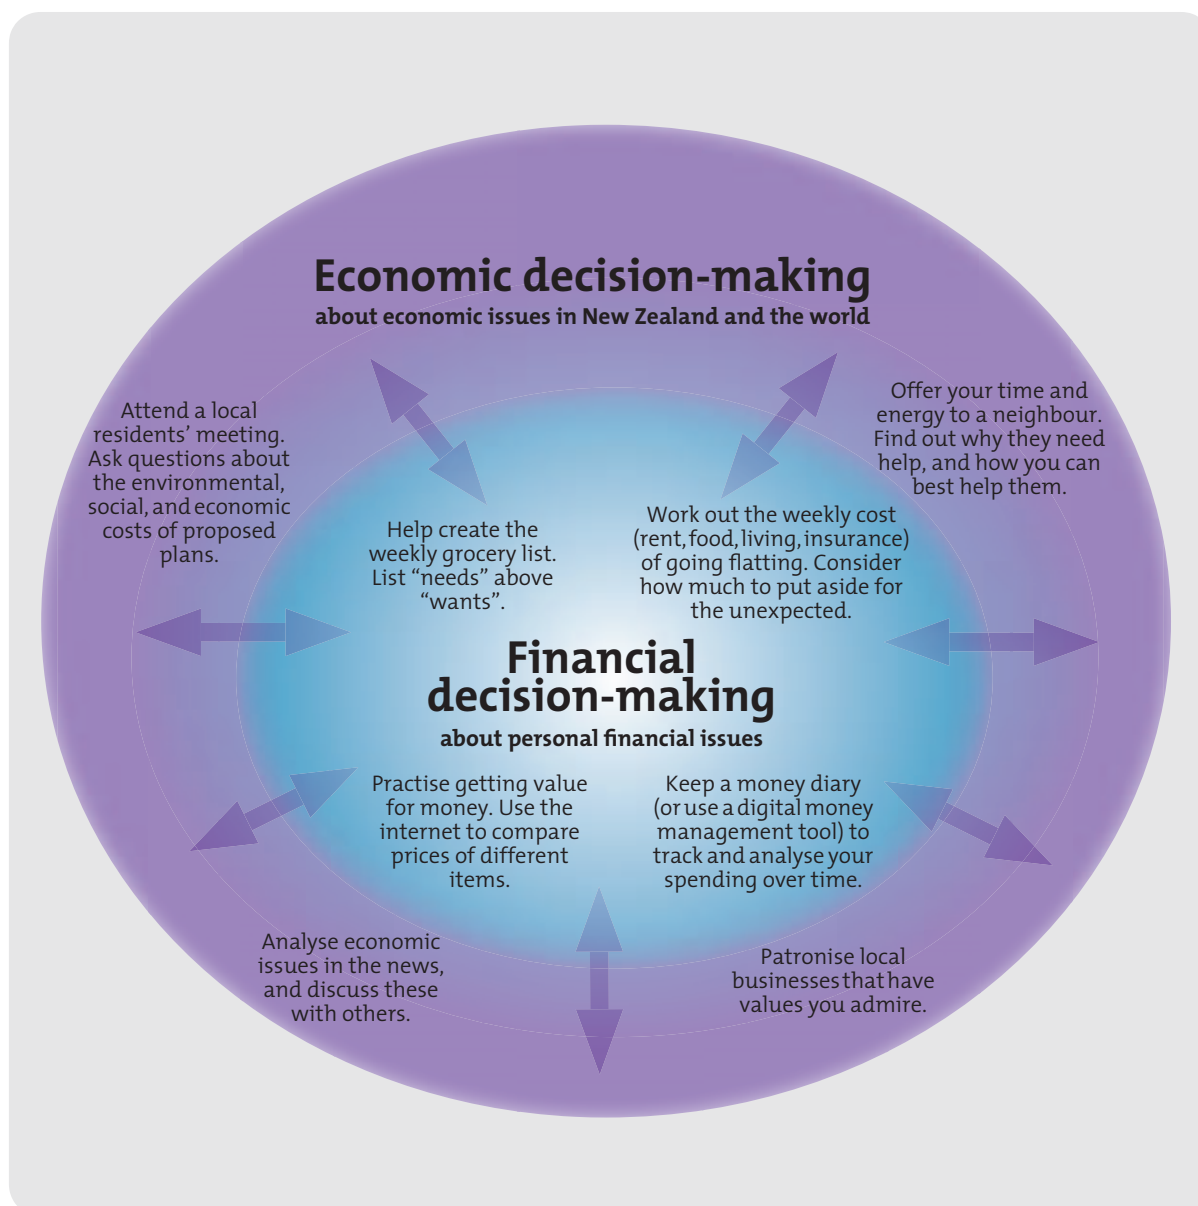 Economic decision-making
about economic issues in New Zealand and the world
Attend a local
residents’ meeting.
Ask questions about
the environmental,
social, and economic
costs of proposed
plans.
Offer your time and
energy to a neighbour.
Find out why they need
help, and how you can
best help them.
Help create the
weekly grocery list.
List “needs” above
“wants”.
Work out the weekly cost
(rent, food, living, insurance)
of going flatting. Consider
how much to put aside for
the unexpected.
Financial
decision-making
about personal financial issues
Practise getting value
for money. Use the
internet to compare
prices of different
items.
Keep a money diary
(or use a digital money
management tool) to
track and analyse your
spending over time.
Analyse economic
issues in the news,
and discuss these
with others.
Patronise local
businesses that have
values you admire.